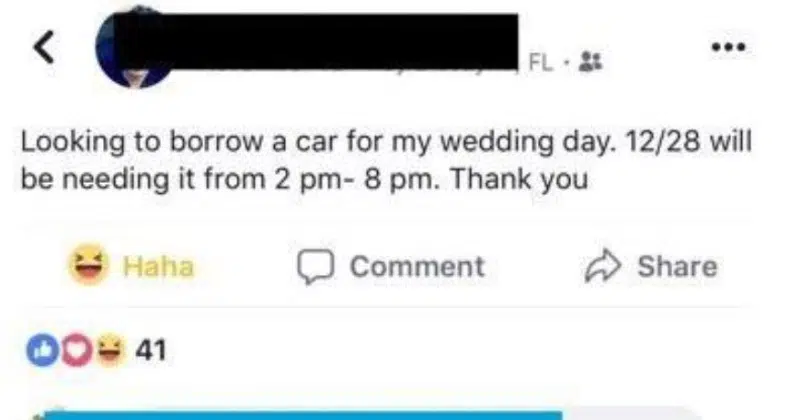 FL
Looking to borrow a car for my wedding day. 12/28 will
be needing it from 2 pm- 8 pm. Thank you
Haha Comment Share
41